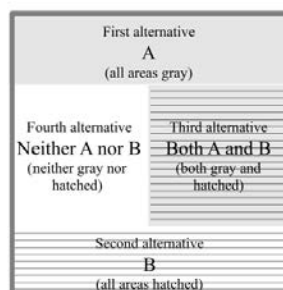 First alternative
A
(all areas gray)
Fourth alternative
Neither A nor B
(neither gray nor
hatched)
Third alternative
Both A and B
(both gray and
hatched)
Second alternative
B
(all areas hatched)